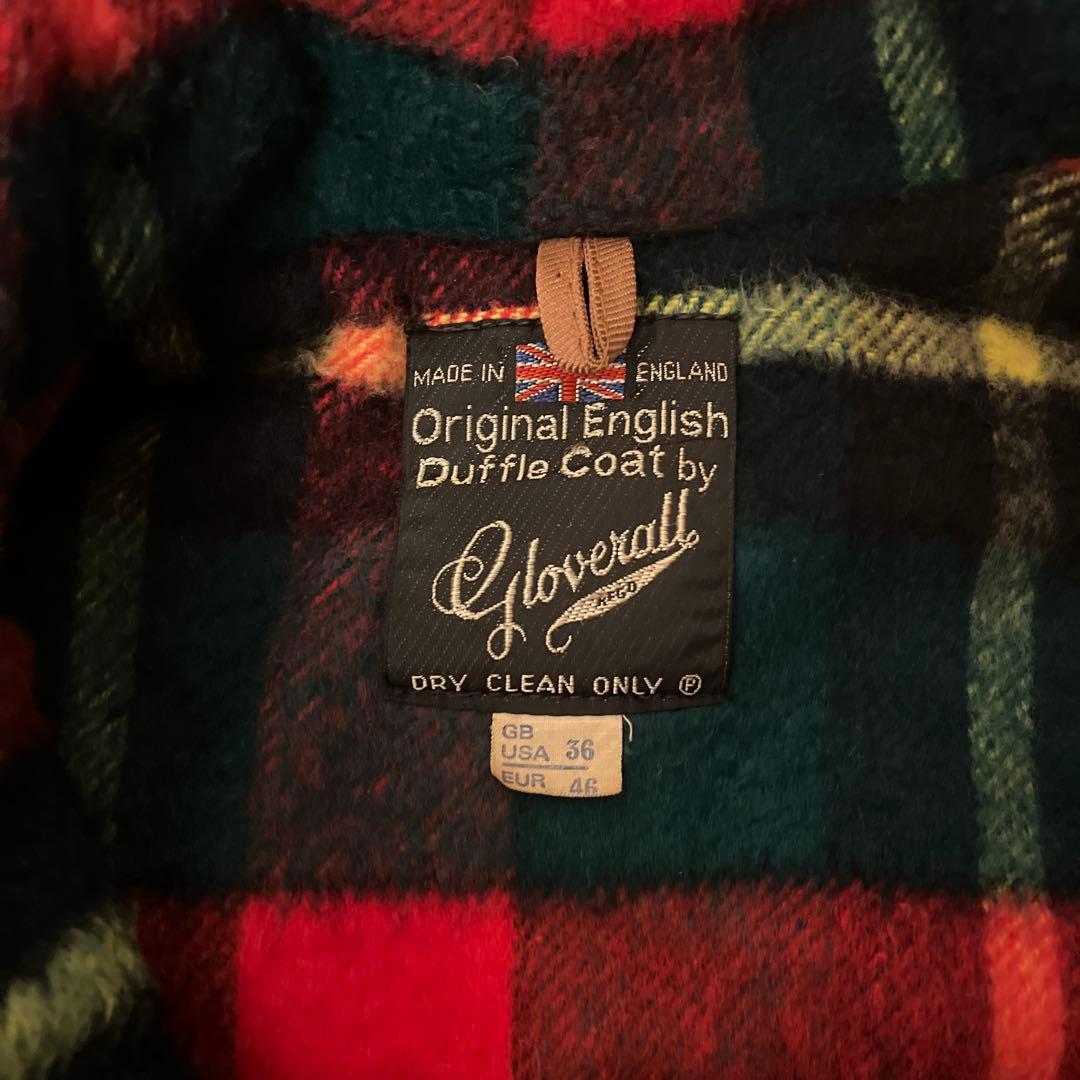 MADE IN ENGLAND
Original English
Duffle Coat by
Gloverall
REGD
DRY CLEAN ONLY Ⓟ
GB
USA 36
EUR 46